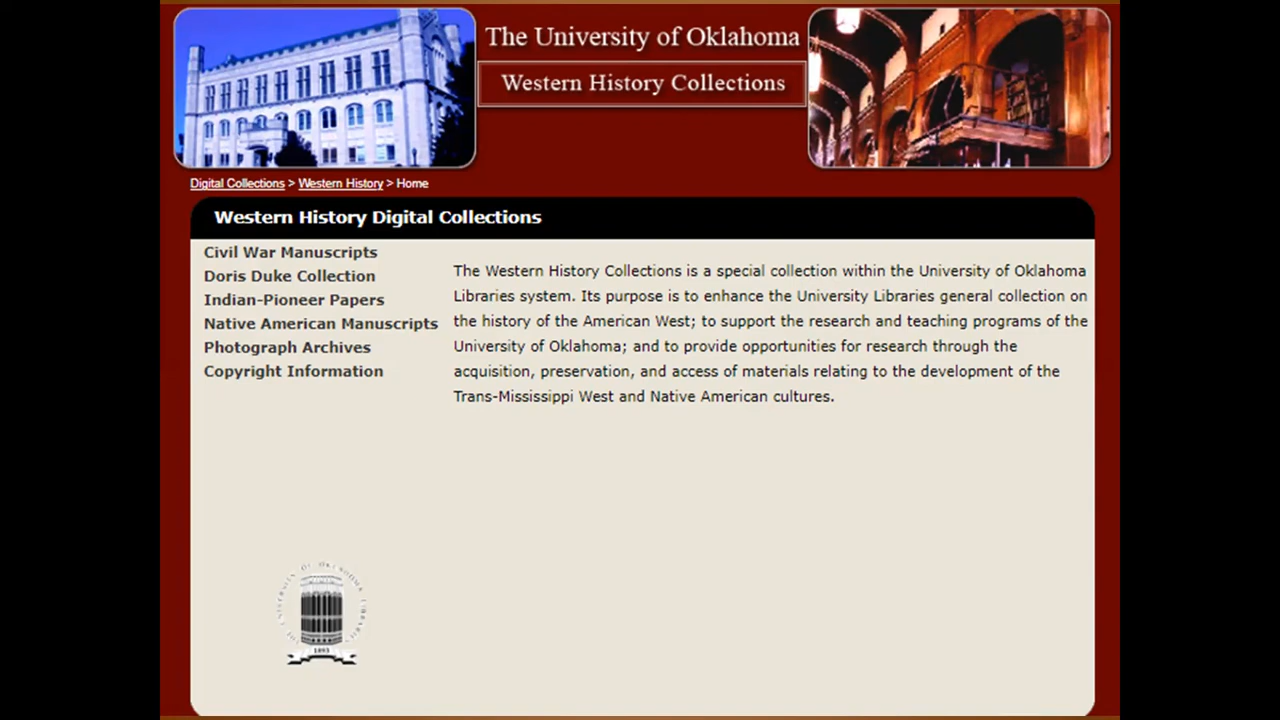 The University of Oklahoma
Western History Collections
Digital Collections > Western History > Home
Western History Digital Collections
Civil War Manuscripts
Doris Duke Collection
Indian-Pioneer Papers
Native American Manuscripts
Photograph Archives
Copyright Information
The Western History Collections is a special collection within the University of Oklahoma
Libraries system. Its purpose is to enhance the University Libraries general collection on
the history of the American West; to support the research and teaching programs of the
University of Oklahoma; and to provide opportunities for research through the
acquisition, preservation, and access of materials relating to the development of the
Trans-Mississippi West and Native American cultures.
THE UNIVERSITY OF OKLAHOMA LIBRARIES
1893